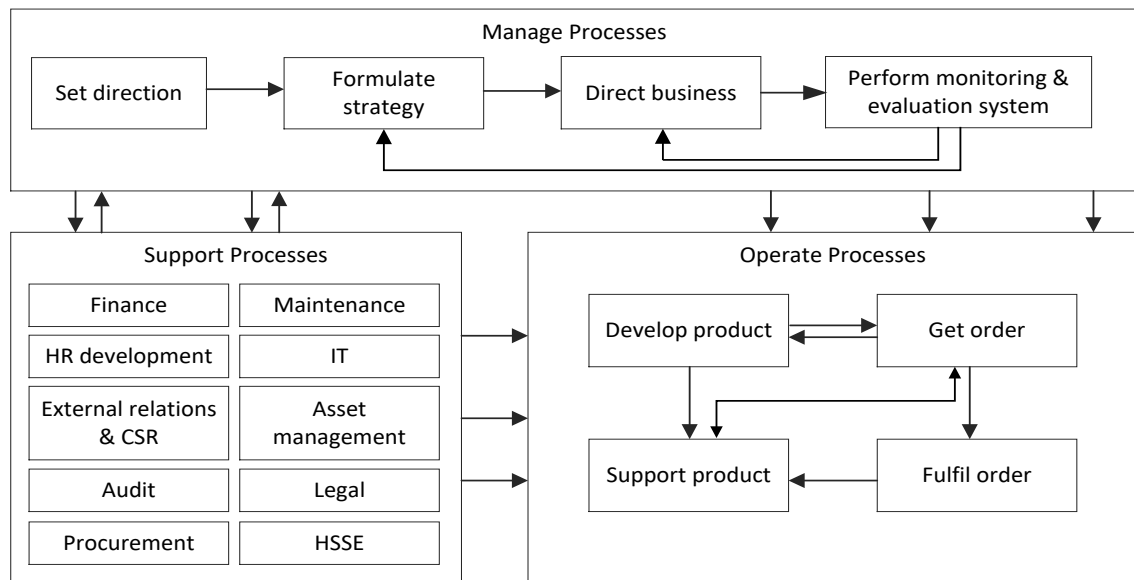 Manage Processes
Set direction
Formulate
strategy
Direct business
Perform monitoring &
evaluation system
Support Processes
Finance
Maintenance
HR development
IT
External relations
& CSR
Asset
management
Audit
Legal
Procurement
HSSE
Operate Processes
Develop product
Get order
Support product
Fulfil order